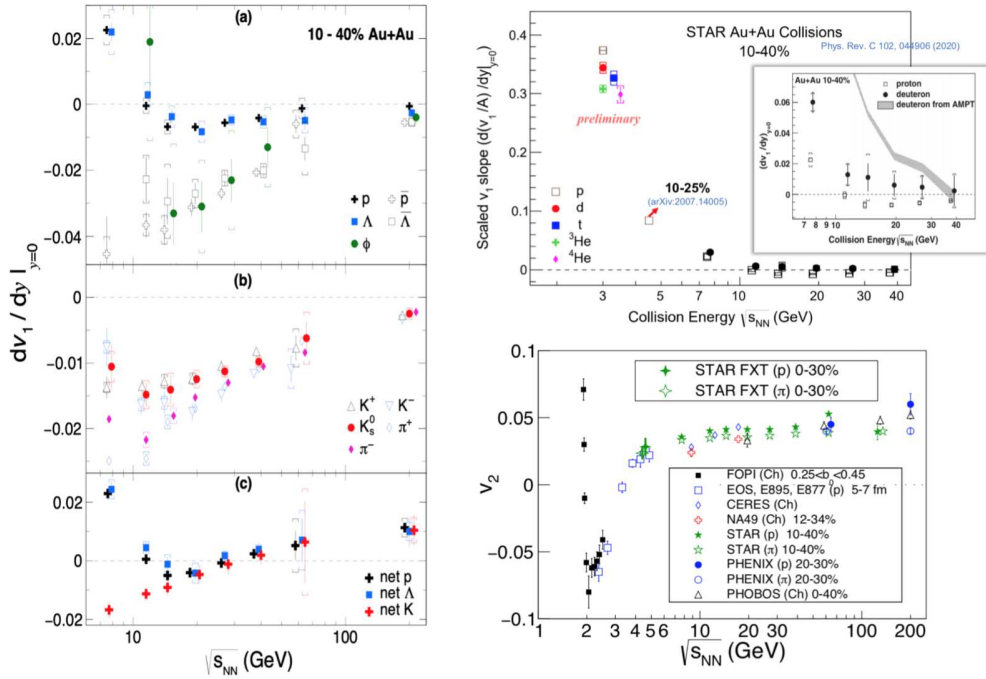 (a)
10 - 40% Au+Au
0.02
0
−0.02
−0.04
p
p̅
Λ
Λ̅
ϕ
dv₁ / dy |y=0
(b)
0
−0.01
−0.02
K⁺
K⁻
K⁰s
π⁺
π⁻
(c)
0.02
0.01
0
−0.01
−0.02
net p
net Λ
net K
10
100
√sNN (GeV)
STAR Au+Au Collisions
10-40%
Phys. Rev. C 102, 044906 (2020)
Scaled v₁ slope (d(v₁/A) /dy|y=0)
0.4
0.3
0.2
0.1
0
preliminary
10-25%
(arXiv:2007.14005)
p
d
t
³He
⁴He
2
3
4 5 6 7
10
20
30
40
Collision Energy √sNN (GeV)
Au+Au 10-40%
proton
deuteron
deuteron from AMPT
(dv₁ /dy)y=0
0.06
0.04
0.02
0
7
8
9 10
20
30
40
Collision Energy √sNN (GeV)
v₂
0.1
0.05
0
−0.05
−0.1
STAR FXT (p) 0-30%
STAR FXT (π) 0-30%
FOPI (Ch) 0.25<b₀<0.45
EOS, E895, E877 (p) 5-7 fm
CERES (Ch)
NA49 (Ch) 12-34%
STAR (p) 10-40%
STAR (π) 10-40%
PHENIX (p) 20-30%
PHENIX (π) 20-30%
PHOBOS (Ch) 0-40%
1
2
3
4 5 6
10
20
30
100
200
√sNN (GeV)